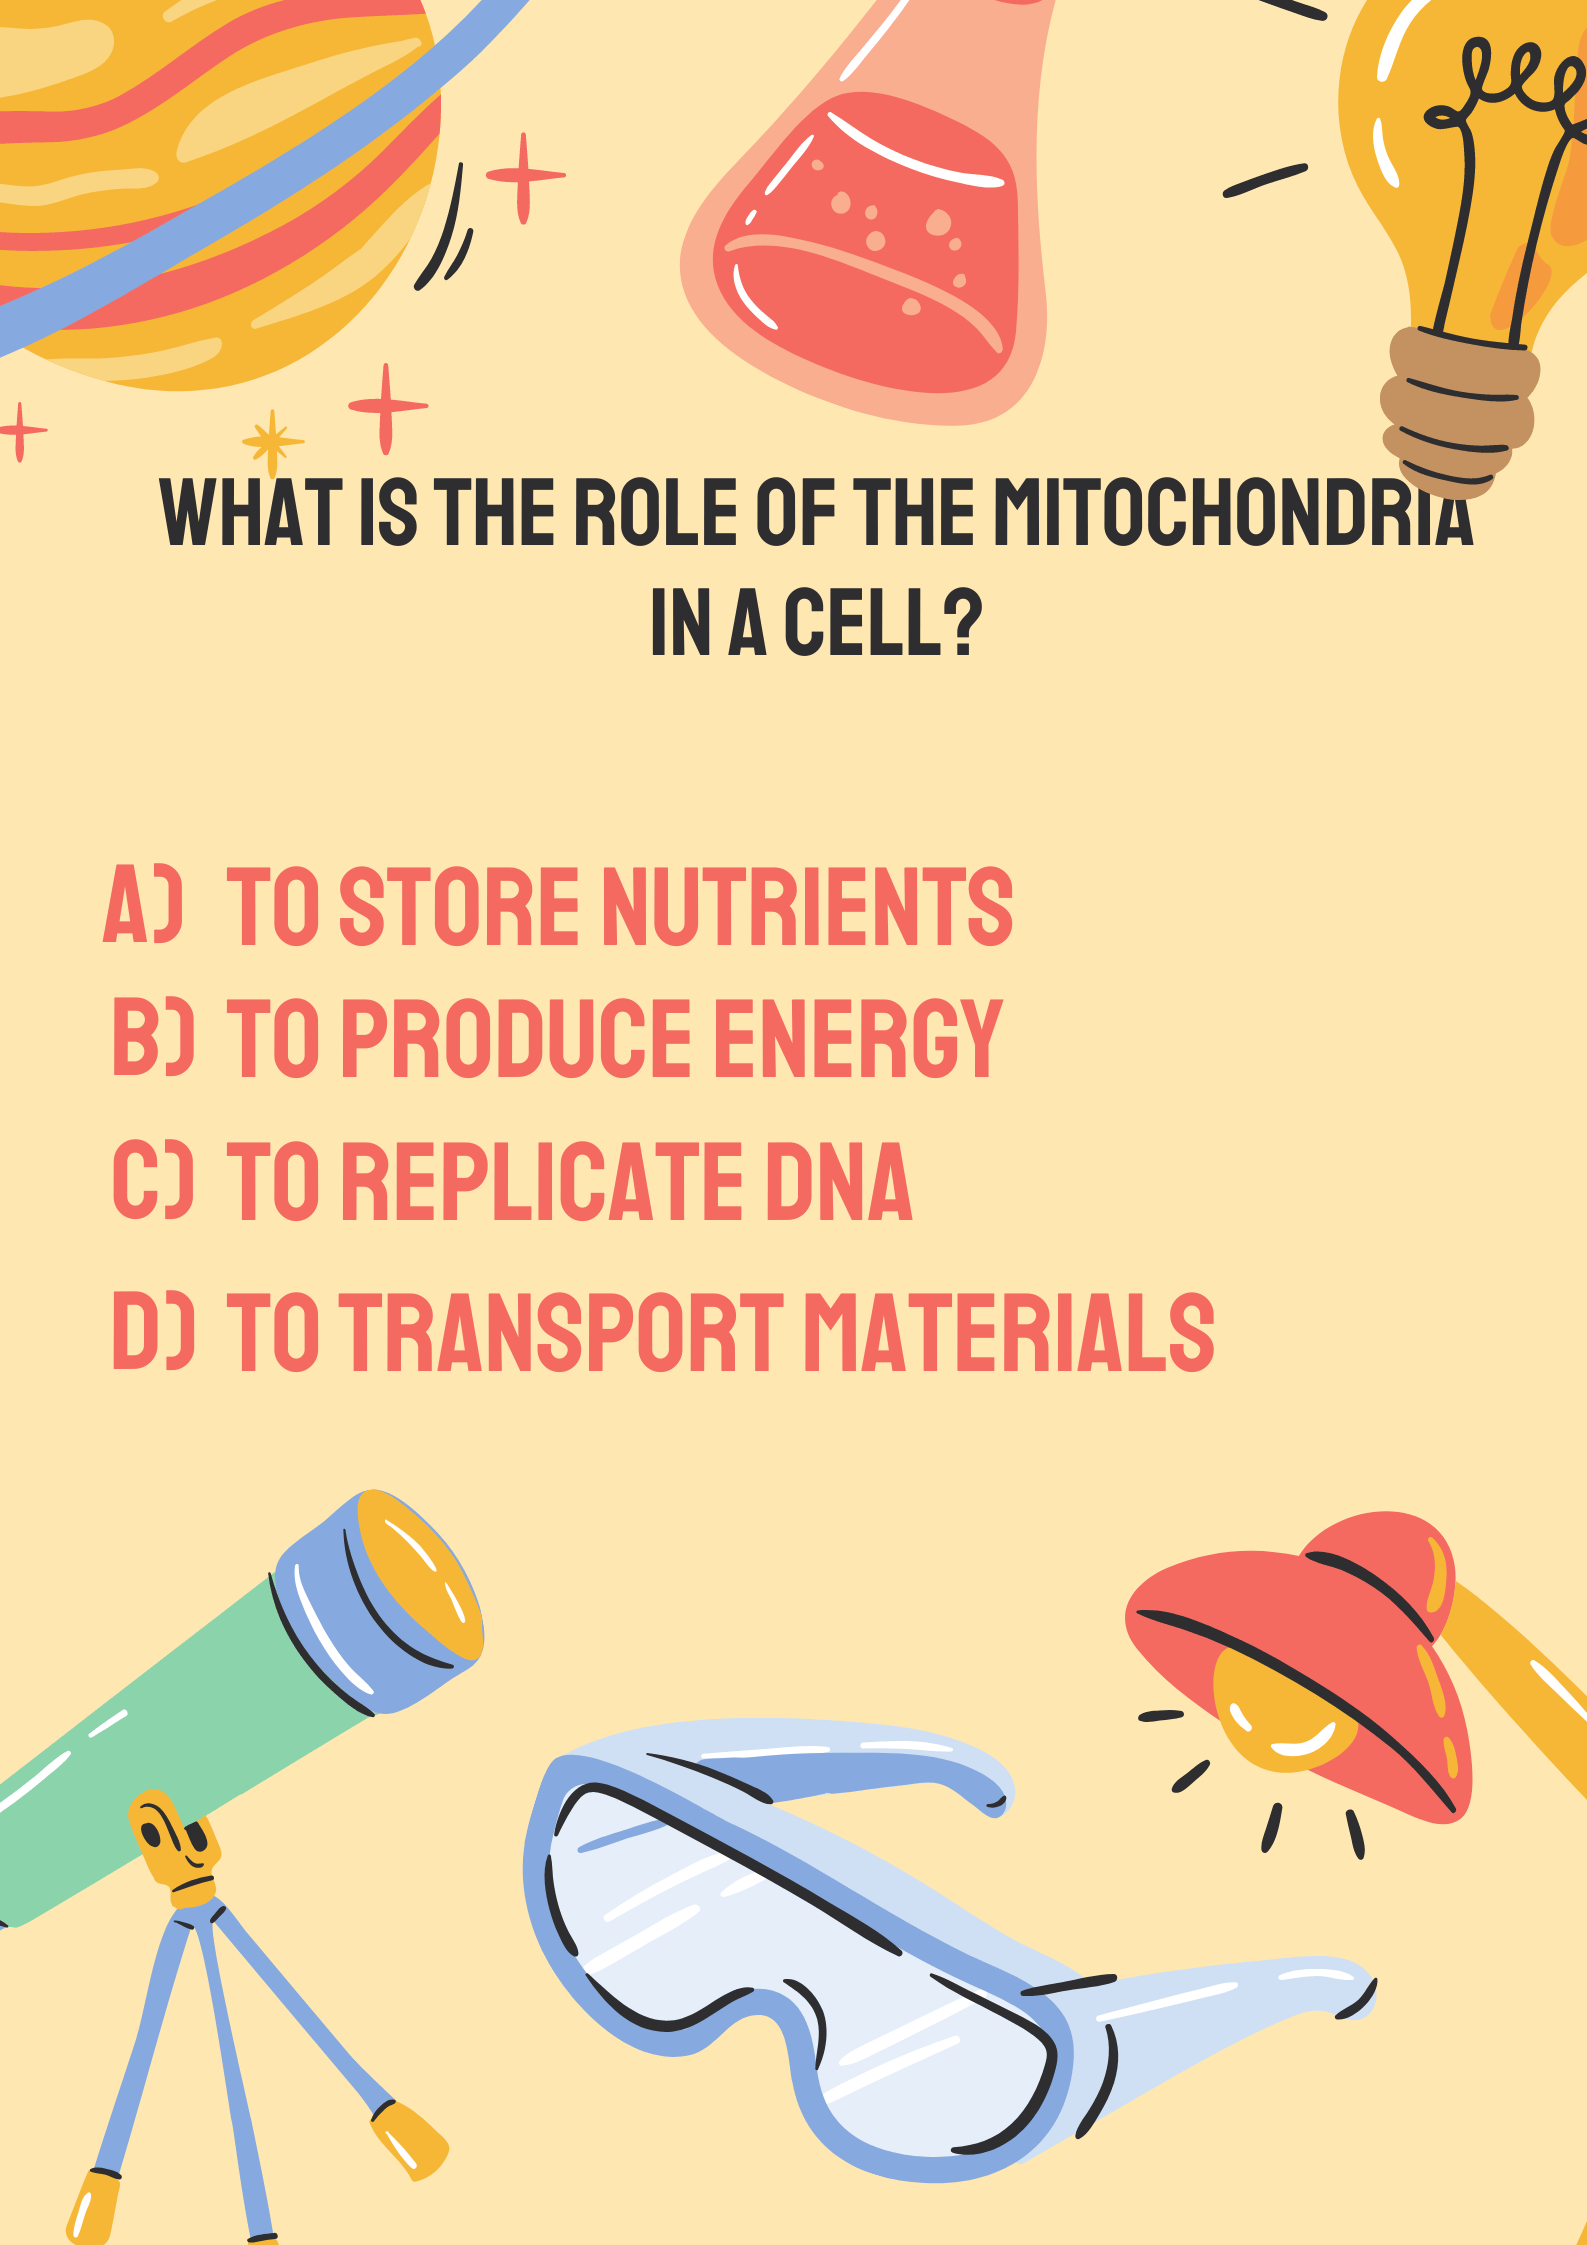 WHAT IS THE ROLE OF THE MITOCHONDRIA
IN A CELL?
A) TO STORE NUTRIENTS
B) TO PRODUCE ENERGY
C) TO REPLICATE DNA
D) TO TRANSPORT MATERIALS